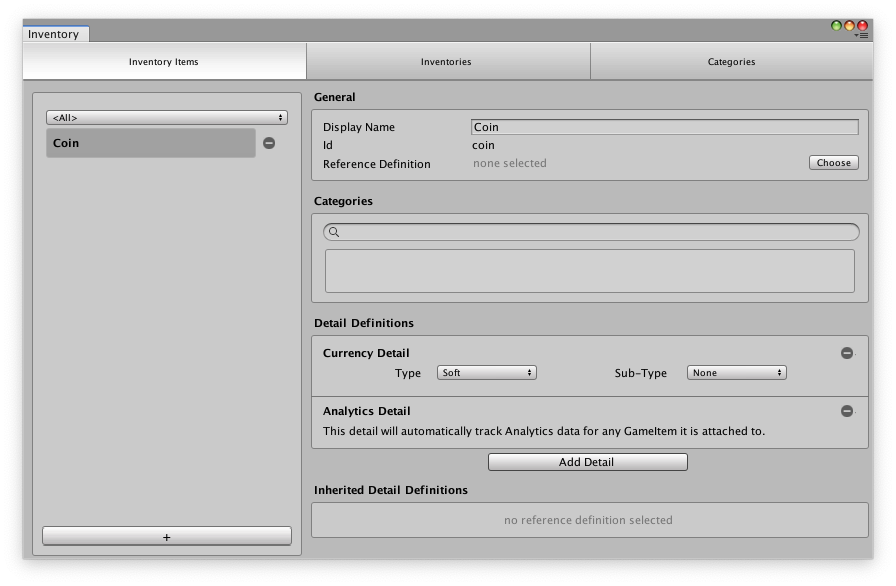 Inventory
Inventory Items
Inventories
Categories
<All>
Coin
+
General
Display Name Coin
Id coin
Reference Definition none selected Choose
Categories
Detail Definitions
Currency Detail
Type Soft Sub-Type None
Analytics Detail
This detail will automatically track Analytics data for any GameItem it is attached to.
Add Detail
Inherited Detail Definitions
no reference definition selected